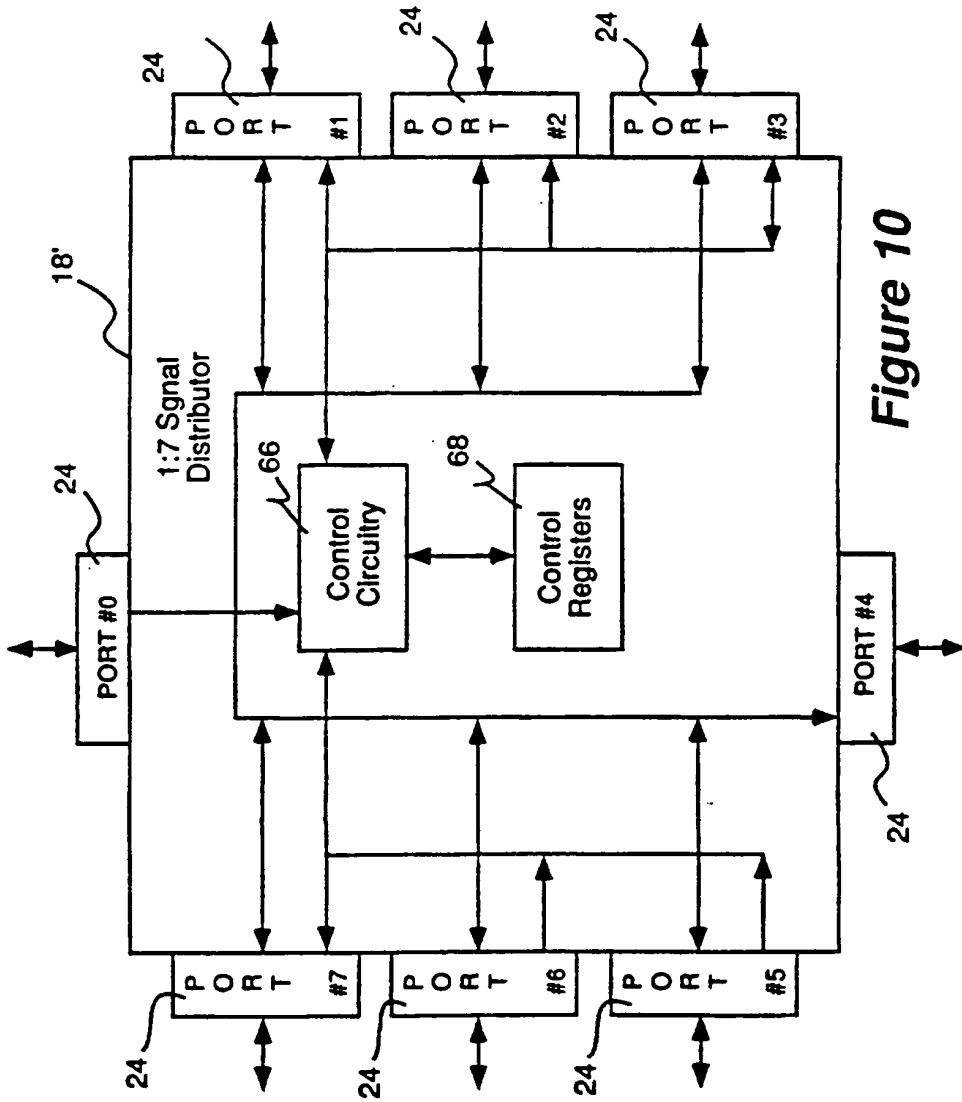 24
PORT #0
18'
1:7 Sgnal
Distributor
24
PORT
#7
24
PORT
#1
66
Control
Circuitry
24
PORT
#6
24
PORT
#2
68
Control
Registers
24
PORT
#5
24
PORT
#3
PORT #4
24
Figure 10